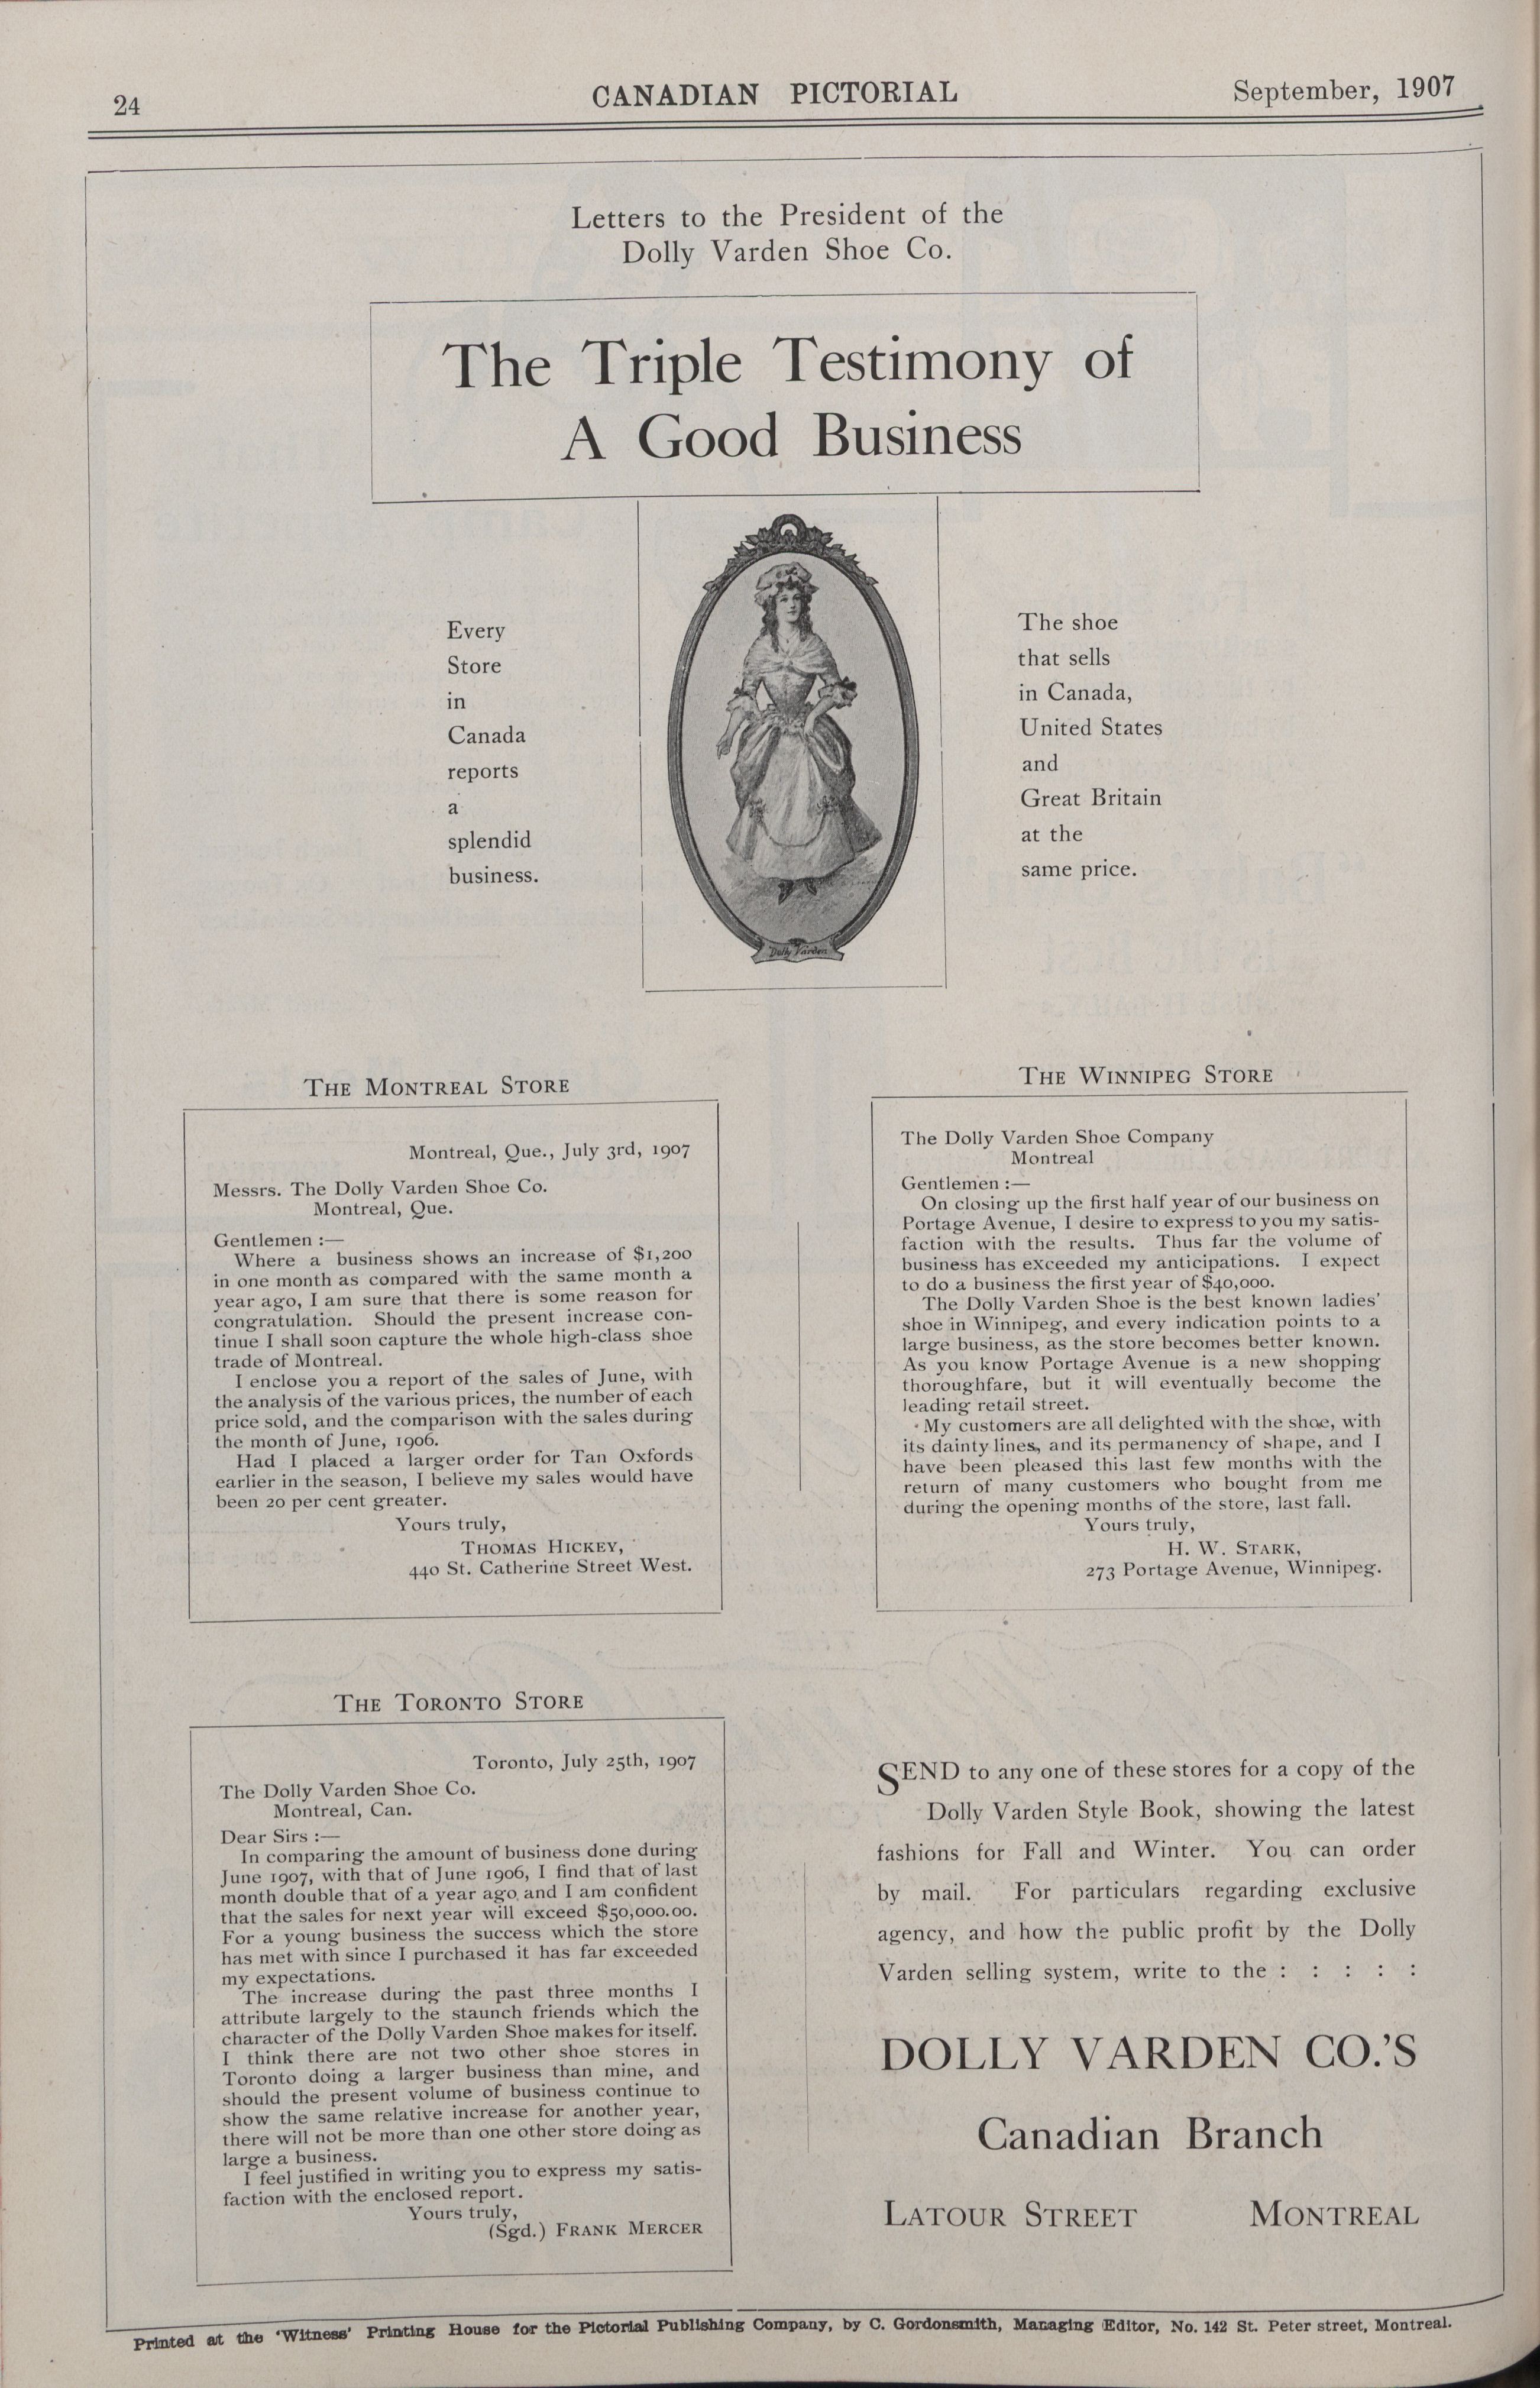 24
CANADIAN PICTORIAL
September, 1907
Letters to the President of the
Dolly Varden Shoe Co.
The Triple Testimony of
A Good Business
Every
Store
in
Canada
reports
a
splendid
business.
Dolly Varden
The shoe
that sells
in Canada,
United States
and
Great Britain
at the
same price.
THE MONTREAL STORE
Montreal, Que., July 3rd, 1907
Messrs. The Dolly Varden Shoe Co.
Montreal, Que.
Gentlemen :—
Where a business shows an increase of $1,200
in one month as compared with the same month a
year ago, I am sure that there is some reason for
congratulation. Should the present increase con-
tinue I shall soon capture the whole high-class shoe
trade of Montreal.
I enclose you a report of the sales of June, with
the analysis of the various prices, the number of each
price sold, and the comparison with the sales during
the month of June, 1906.
Had I placed a larger order for Tan Oxfords
earlier in the season, I believe my sales would have
been 20 per cent greater.
Yours truly,
THOMAS HICKEY,
440 St. Catherine Street West.
THE WINNIPEG STORE
The Dolly Varden Shoe Company
Montreal
Gentlemen :—
On closing up the first half year of our business on
Portage Avenue, I desire to express to you my satis-
faction with the results. Thus far the volume of
business has exceeded my anticipations. I expect
to do a business the first year of $40,000.
The Dolly Varden Shoe is the best known ladies'
shoe in Winnipeg, and every indication points to a
large business, as the store becomes better known.
As you know Portage Avenue is a new shopping
thoroughfare, but it will eventually become the
leading retail street.
My customers are all delighted with the shoe, with
its dainty lines, and its permanency of shape, and I
have been pleased this last few months with the
return of many customers who bought from me
during the opening months of the store, last fall.
Yours truly,
H. W. STARK,
273 Portage Avenue, Winnipeg.
THE TORONTO STORE
Toronto, July 25th, 1907
The Dolly Varden Shoe Co.
Montreal, Can.
Dear Sirs :—
In comparing the amount of business done during
June 1907, with that of June 1906, I find that of last
month double that of a year ago and I am confident
that the sales for next year will exceed $50,000.00.
For a young business the success which the store
has met with since I purchased it has far exceeded
my expectations.
The increase during the past three months I
attribute largely to the staunch friends which the
character of the Dolly Varden Shoe makes for itself.
I think there are not two other shoe stores in
Toronto doing a larger business than mine, and
should the present volume of business continue to
show the same relative increase for another year,
there will not be more than one other store doing as
large a business.
I feel justified in writing you to express my satis-
faction with the enclosed report.
Yours truly,
(Sgd.) FRANK MERCER
SEND to any one of these stores for a copy of the
Dolly Varden Style Book, showing the latest
fashions for Fall and Winter. You can order
by mail. For particulars regarding exclusive
agency, and how the public profit by the Dolly
Varden selling system, write to the : : : : :
DOLLY VARDEN CO.'S
Canadian Branch
LATOUR STREET MONTREAL
Printed at the 'Witness' Printing House for the Pictorial Publishing Company, by C. Gordonsmith, Managing Editor, No. 142 St. Peter street, Montreal.